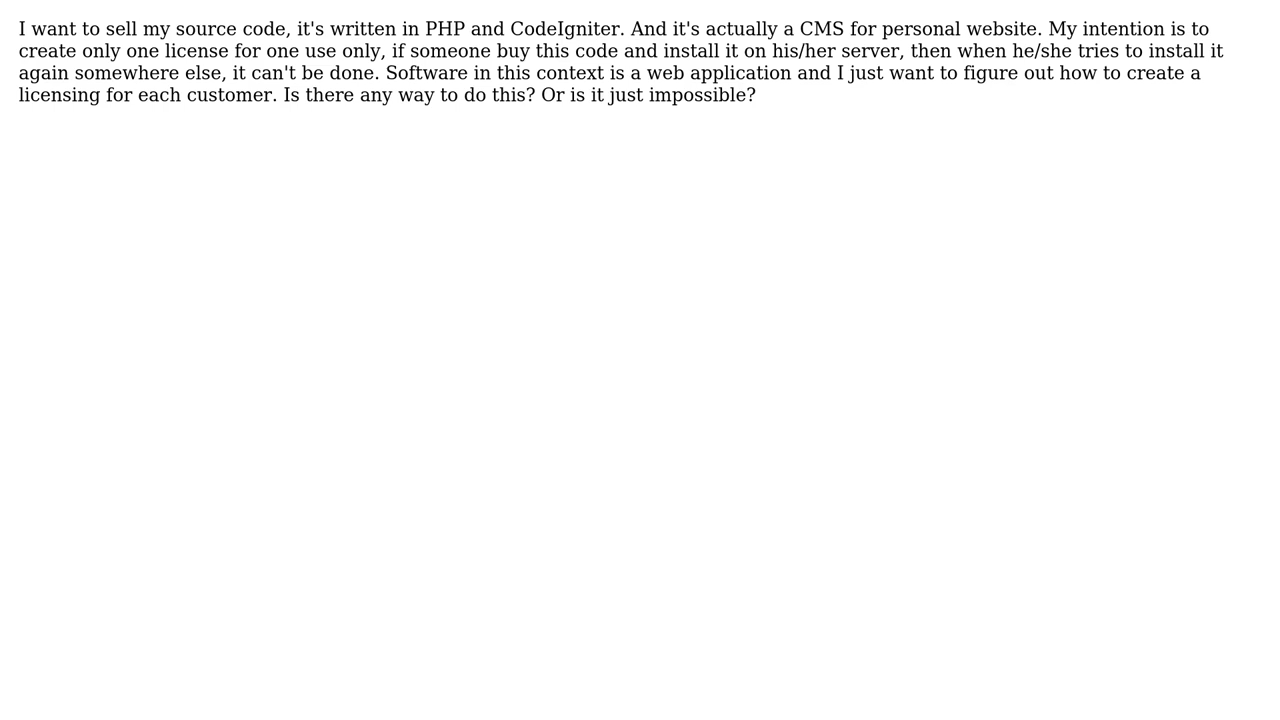 I want to sell my source code, it's written in PHP and CodeIgniter. And it's actually a CMS for personal website. My intention is to
create only one license for one use only, if someone buy this code and install it on his/her server, then when he/she tries to install it
again somewhere else, it can't be done. Software in this context is a web application and I just want to figure out how to create a
licensing for each customer. Is there any way to do this? Or is it just impossible?